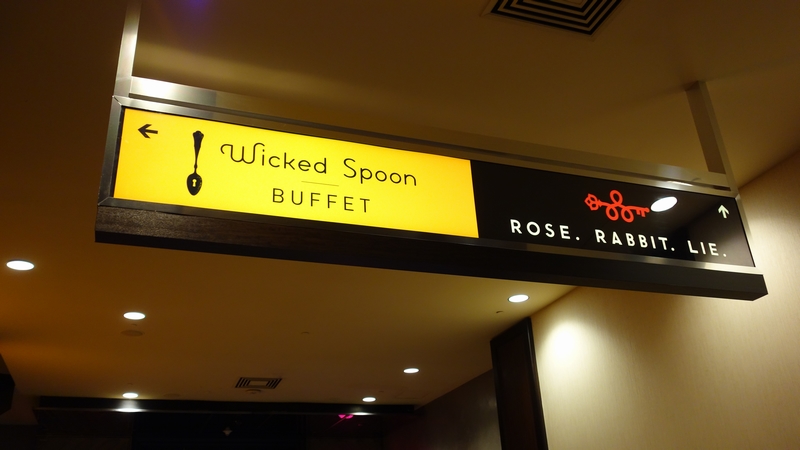 Wicked Spoon
BUFFET
ROSE. RABBIT. LIE.